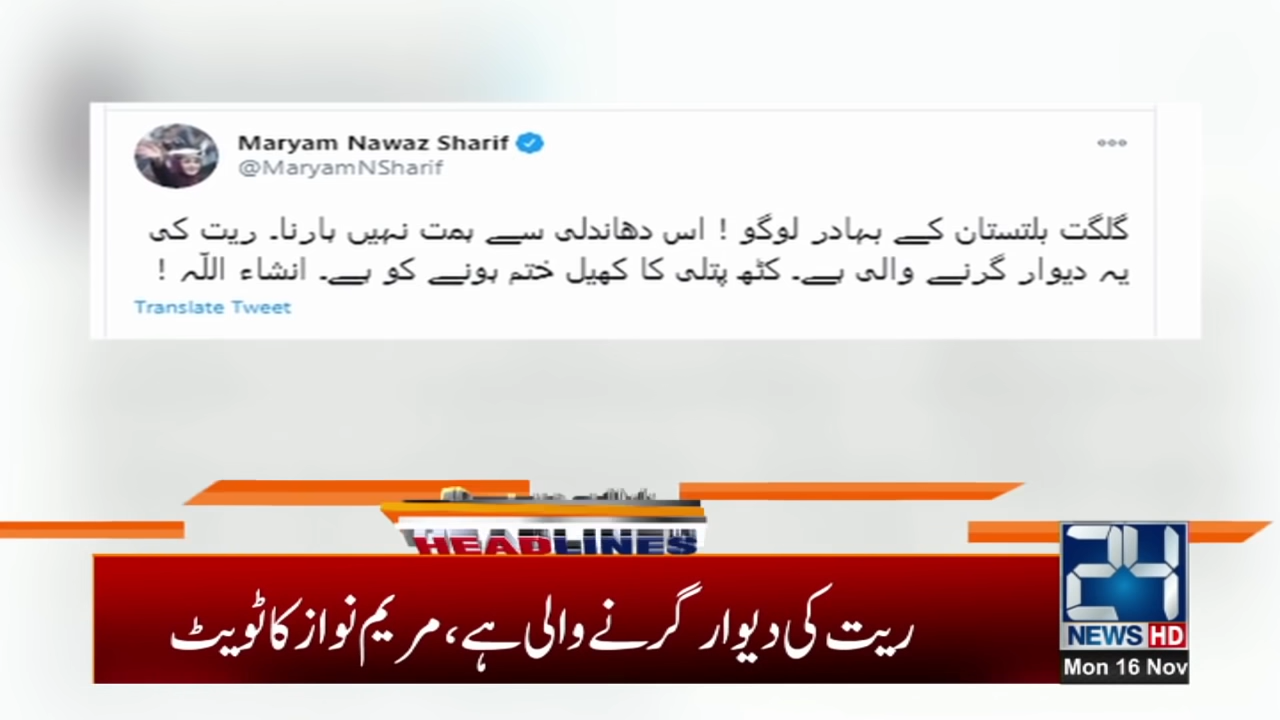 Maryam Nawaz Sharif
@MaryamNSharif
گلگت بلتستان کے بہادر لوگو ! اس دھاندلی سے ہمت نہیں ہارنا۔ ریت کی
یہ دیوار گرنے والی ہے۔ کٹھ پتلی کا کھیل ختم ہونے کو ہے۔ انشاء اللّہ !
Translate Tweet
HEADLINES
ریت کی دیوار گرنے والی ہے، مریم نواز کا ٹویٹ
24
NEWS HD
Mon 16 Nov